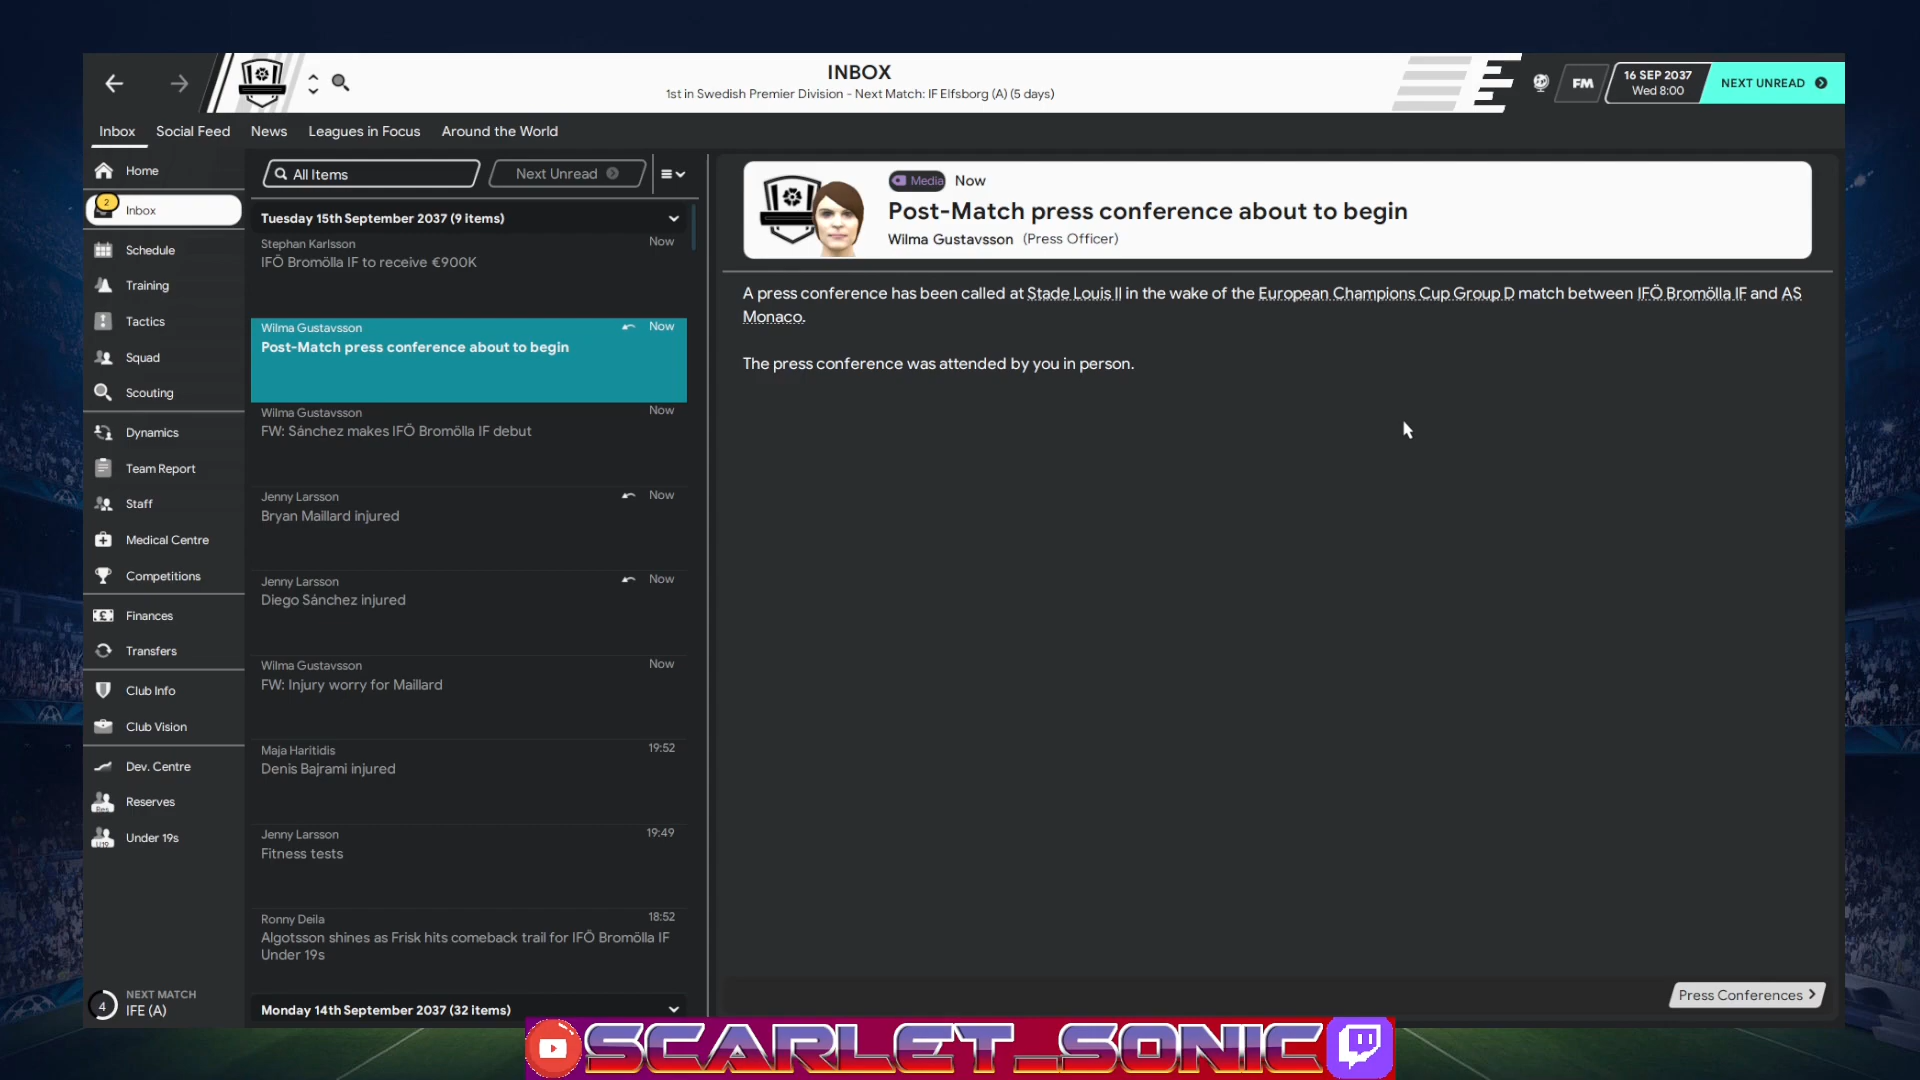 INBOX
1st in Swedish Premier Division - Next Match: IF Elfsborg (A) (5 days)
FM
16 SEP 2037
Wed 8:00
NEXT UNREAD
Inbox
Social Feed
News
Leagues in Focus
Around the World
Home
2
Inbox
Schedule
Training
Tactics
Squad
Scouting
Dynamics
Team Report
Staff
Medical Centre
Competitions
Finances
Transfers
Club Info
Club Vision
Dev. Centre
Reserves
Under 19s
4
NEXT MATCH
IFE (A)
All Items
Next Unread
Tuesday 15th September 2037 (9 items)
Stephan Karlsson
Now
IFÖ Bromölla IF to receive €900K
Wilma Gustavsson
Now
Post-Match press conference about to begin
Wilma Gustavsson
Now
FW: Sánchez makes IFÖ Bromölla IF debut
Jenny Larsson
Now
Bryan Maillard injured
Jenny Larsson
Now
Diego Sánchez injured
Wilma Gustavsson
Now
FW: Injury worry for Maillard
Maja Haritidis
19:52
Denis Bajrami injured
Jenny Larsson
19:49
Fitness tests
Ronny Deila
18:52
Algotsson shines as Frisk hits comeback trail for IFÖ Bromölla IF
Under 19s
Monday 14th September 2037 (32 items)
Media
Now
Post-Match press conference about to begin
Wilma Gustavsson (Press Officer)
A press conference has been called at Stade Louis II in the wake of the European Champions Cup Group D match between IFÖ Bromölla IF and AS
Monaco.
The press conference was attended by you in person.
Press Conferences
SCARLET_SONIC